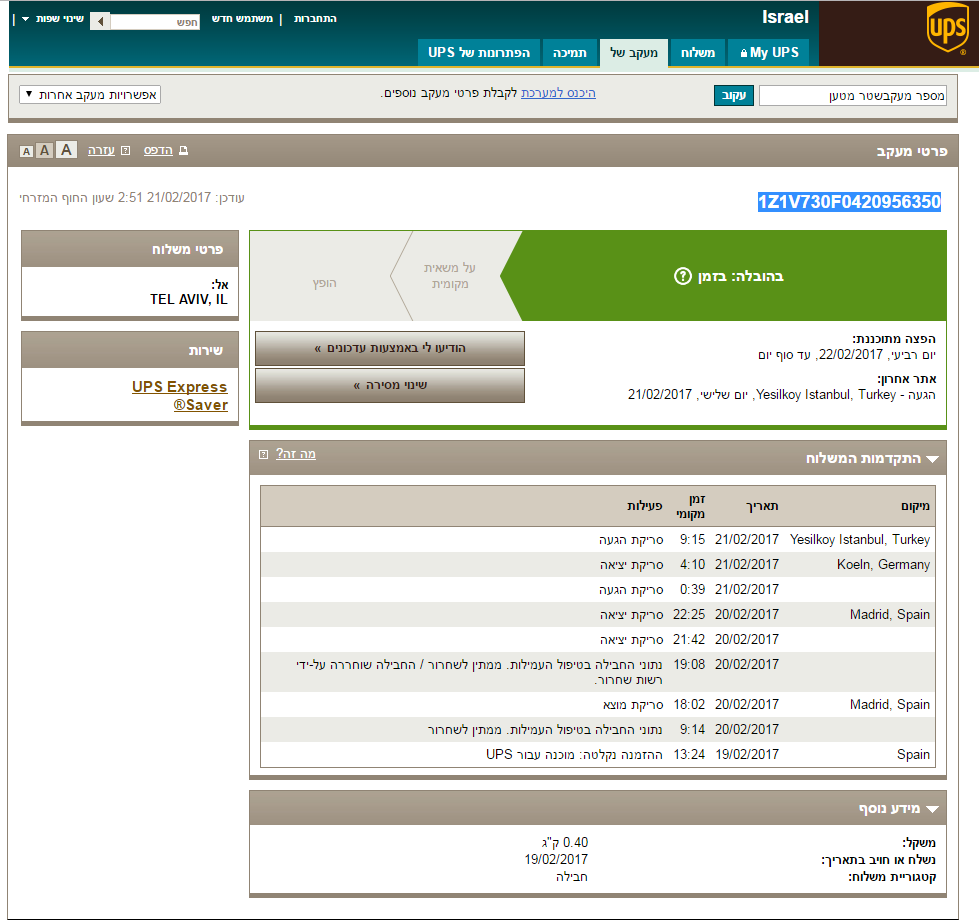 ups
Israel
התחברות | משתמש חדש חפש שינוי שפות |
My UPS משלוח מעקב של תמיכה הפתרונות של UPS
מספר מעקבשטר מטען עקוב היכנס למערכת לקבלת פרטי מעקב נוספים. אפשרויות מעקב אחרות
פרטי מעקב הדפס עזרה A A A
1Z1V730F0420956350 עודכן: 21/02/2017 2:51 שעון החוף המזרחי
בהובלה: בזמן
על משאית
מקומית
הופץ
הפצה מתוכננת:
יום רביעי, 22/02/2017, עד סוף יום
אתר אחרון:
הגעה - Yesilkoy Istanbul, Turkey, יום שלישי, 21/02/2017
הודיעו לי באמצעות עדכונים »
שינוי מסירה »
פרטי משלוח
אל:
TEL AVIV, IL
שירות
UPS Express
Saver®
התקדמות המשלוח מה זה?
מיקום תאריך זמן מקומי פעילות
Yesilkoy Istanbul, Turkey 21/02/2017 9:15 סריקת הגעה
Koeln, Germany 21/02/2017 4:10 סריקת יציאה
21/02/2017 0:39 סריקת הגעה
Madrid, Spain 20/02/2017 22:25 סריקת יציאה
20/02/2017 21:42 סריקת יציאה
20/02/2017 19:08 נתוני החבילה בטיפול העמילות. ממתין לשחרור / החבילה שוחררה על-ידי
רשות שחרור.
Madrid, Spain 20/02/2017 18:02 סריקת מוצא
20/02/2017 9:14 נתוני החבילה בטיפול העמילות. ממתין לשחרור
Spain 19/02/2017 13:24 ההזמנה נקלטה: מוכנה עבור UPS
מידע נוסף
משקל: 0.40 ק"ג
נשלח או חויב בתאריך: 19/02/2017
קטגוריית משלוח: חבילה